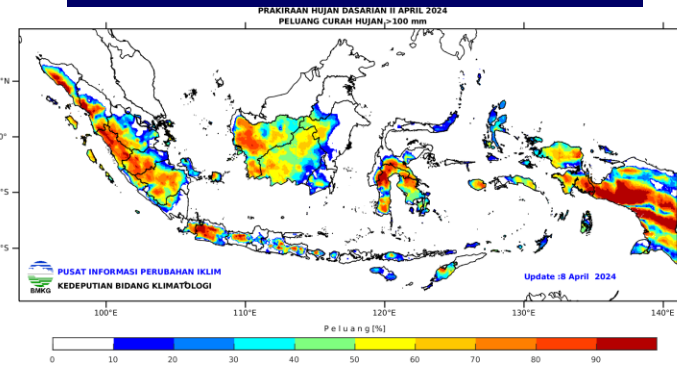 PRAKIRAAN HUJAN DASARIAN II APRIL 2024
PELUANG CURAH HUJAN >100 mm
°N
0°
°S
°S
BMKG
PUSAT INFORMASI PERUBAHAN IKLIM
KEDEPUTIAN BIDANG KLIMATOLOGI
Update :8 April 2024
100°E 110°E 120°E 130°E 140°E
Peluang[%]
0 10 20 30 40 50 60 70 80 90